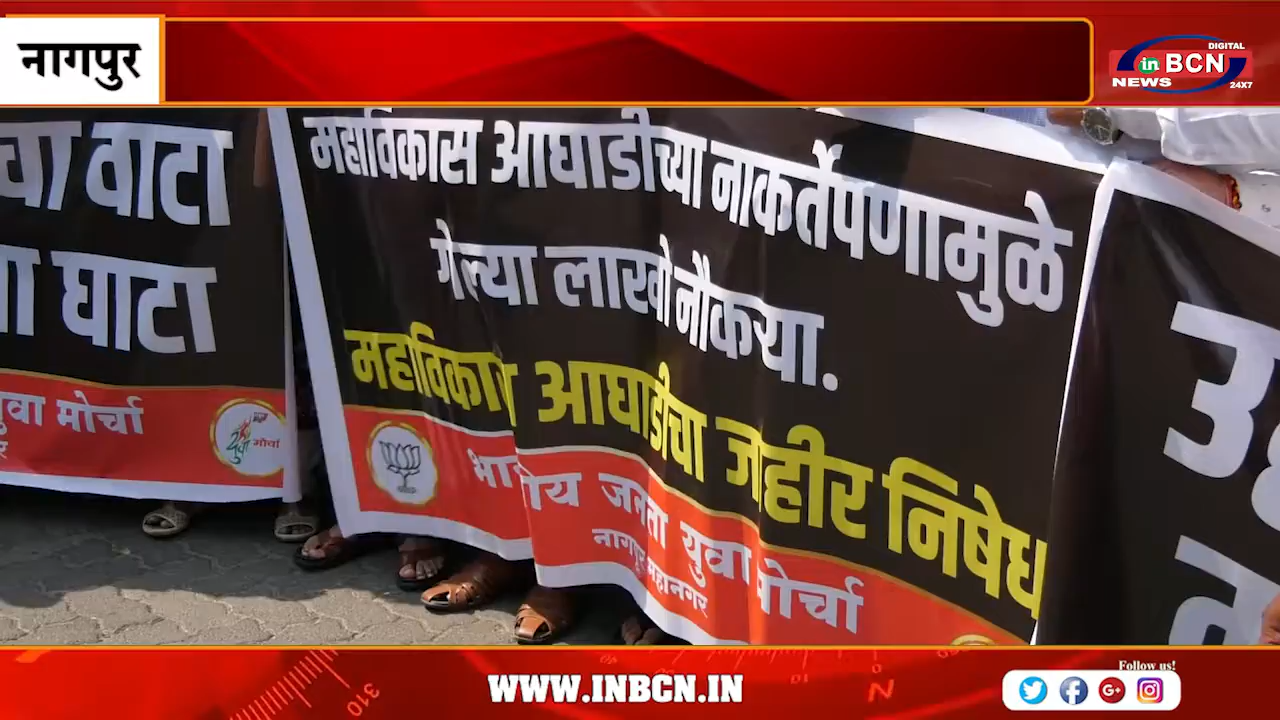 नागपुर
DIGITAL
in BCN
NEWS 24X7
वाटा
घाटा
युवा मोर्चा
युवा मोर्चा
महाविकास आघाडीच्या नाकर्तेपणामुळे
गेल्या लाखो नौकऱ्या.
महाविकास आघाडीचा जाहीर निषेध
भारतीय जनता युवा मोर्चा
नागपूर महानगर
WWW.INBCN.IN
Follow us!